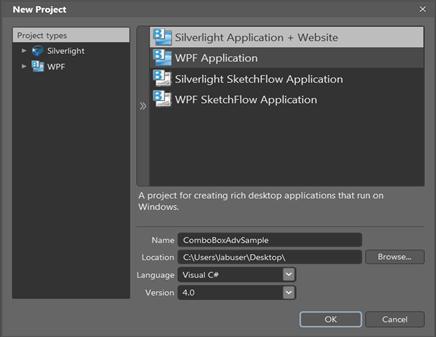 New Project
Project types
Silverlight
WPF
Silverlight Application + Website
WPF Application
Silverlight SketchFlow Application
WPF SketchFlow Application
A project for creating rich desktop applications that run on
Windows.
Name ComboBoxAdvSample
Location C:\Users\labuser\Desktop\ Browse...
Language Visual C#
Version 4.0
OK Cancel